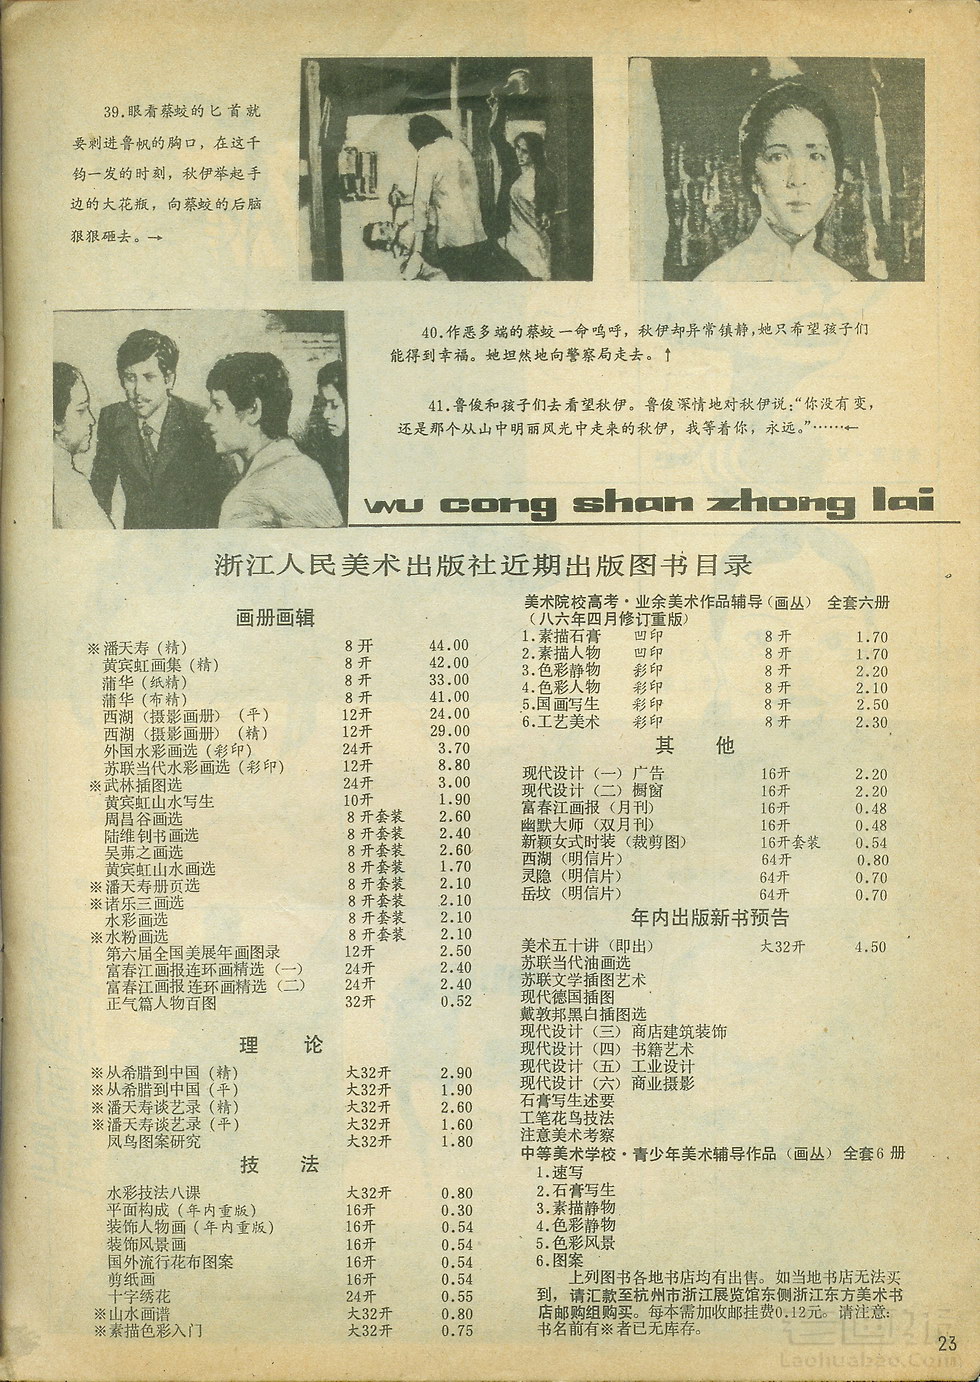 39.眼看蔡蛟的匕首就
要刺进鲁帆的胸口，在这千
钧一发的时刻，秋伊举起手
边的大花瓶，向蔡蛟的后脑
狠狠砸去。→
40.作恶多端的蔡蛟一命呜呼，秋伊却异常镇静，她只希望孩子们
能得到幸福。她坦然地向警察局走去。↑
41.鲁俊和孩子们去看望秋伊。鲁俊深情地对秋伊说：“你没有变，
还是那个从山中明丽风光中走来的秋伊，我等着你，永远。”……←
wu cong shan zhong lai
浙江人民美术出版社近期出版图书目录
画册画辑
※潘天寿（精） 8开 44.00
黄宾虹画集（精） 8开 42.00
蒲华（纸精） 8开 33.00
蒲华（布精） 8开 41.00
西湖（摄影画册）（平） 12开 24.00
西湖（摄影画册）（精） 12开 29.00
外国水彩画选（彩印） 24开 3.70
苏联当代水彩画选（彩印） 12开 8.80
※武林插图选 24开 3.00
黄宾虹山水写生 10开 1.90
周昌谷画选 8开套装 2.60
陆维钊书画选 8开套装 2.40
吴茀之画选 8开套装 2.60
黄宾虹山水画选 8开套装 1.70
※潘天寿册页选 8开套装 2.10
※诸乐三画选 8开套装 2.10
水彩画选 8开套装 2.10
※水粉画选 8开套装 2.10
第六届全国美展年画图录 12开 2.50
富春江画报连环画精选（一） 24开 2.40
富春江画报连环画精选（二） 24开 2.40
正气篇人物百图 32开 0.52
理 论
※从希腊到中国（精） 大32开 2.90
※从希腊到中国（平） 大32开 1.90
※潘天寿谈艺录（精） 大32开 2.60
※潘天寿谈艺录（平） 大32开 1.60
凤鸟图案研究 大32开 1.80
技 法
水彩技法八课 大32开 0.80
平面构成（年内重版） 16开 0.30
装饰人物画（年内重版） 16开 0.54
装饰风景画 16开 0.54
国外流行花布图案 16开 0.54
剪纸画 16开 0.54
十字绣花 24开 0.55
※山水画谱 大32开 0.80
※素描色彩入门 大32开 0.75
美术院校高考·业余美术作品辅导（画丛） 全套六册
（八六年四月修订重版）
1.素描石膏 凹印 8开 1.70
2.素描人物 凹印 8开 1.70
3.色彩静物 彩印 8开 2.20
4.色彩人物 彩印 8开 2.10
5.国画写生 彩印 8开 2.50
6.工艺美术 彩印 8开 2.30
其 他
现代设计（一）广告 16开 2.20
现代设计（二）橱窗 16开 2.20
富春江画报（月刊） 16开 0.48
幽默大师（双月刊） 16开 0.48
新颖女式时装（裁剪图） 16开套装 0.54
西湖（明信片） 64开 0.80
灵隐（明信片） 64开 0.70
岳坟（明信片） 64开 0.70
年内出版新书预告
美术五十讲（即出） 大32开 4.50
苏联当代油画选
苏联文学插图艺术
现代德国插图
戴敦邦黑白插图选
现代设计（三）商店建筑装饰
现代设计（四）书籍艺术
现代设计（五）工业设计
现代设计（六）商业摄影
石膏写生述要
工笔花鸟技法
注意美术考察
中等美术学校·青少年美术辅导作品（画丛） 全套6册
1.速写
2.石膏写生
3.素描静物
4.色彩静物
5.色彩风景
6.图案
上列图书各地书店均有出售。如当地书店无法买
到，请汇款至杭州市浙江展览馆东侧浙江东方美术书
店邮购组购买。每本需加收邮挂费0.12元。请注意：
书名前有※者已无库存。
23
老画报
Laohuabao.Com